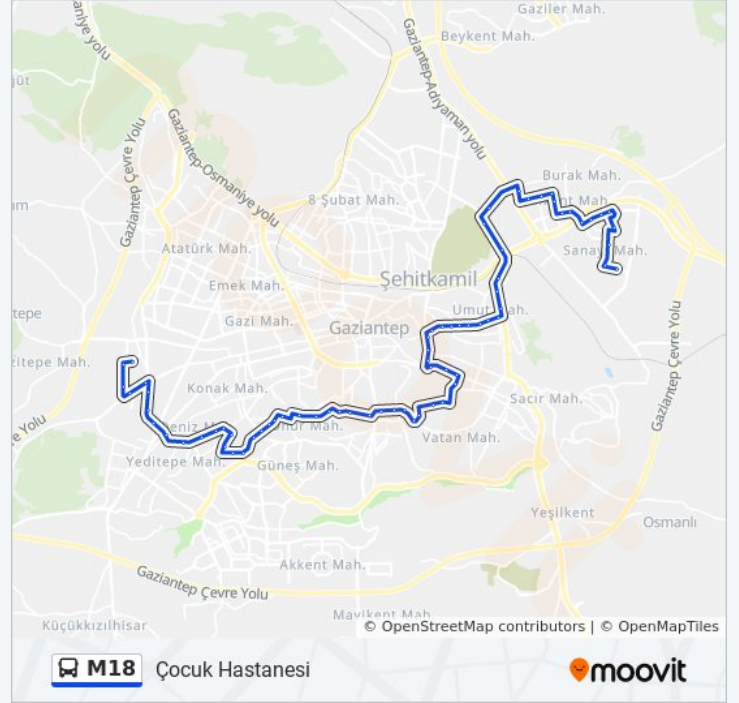 Gaziler Mah.
Beykent Mah.
Gaziantep-Adıyaman yolu
Gaziantep-Osmaniye yolu
Gaziantep Çevre Yolu
Burak Mah.
8 Şubat Mah.
Atatürk Mah.
Sanayi Mah.
Şehitkamil
Emek Mah.
Umut Mah.
Gazi Mah.
Gaziantep
tepe
zitepe Mah.
Konak Mah.
Sacır Mah.
Gaziantep Çevre Yolu
Vatan Mah.
Yeditepe Mah.
Güneş Mah.
Yeşilkent
Osmanlı
Akkent Mah.
Gaziantep Çevre Yolu
Mavikent Mah.
Küçükkızılhisar
© OpenStreetMap contributors | © OpenMapTiles
M18 Çocuk Hastanesi
moovit